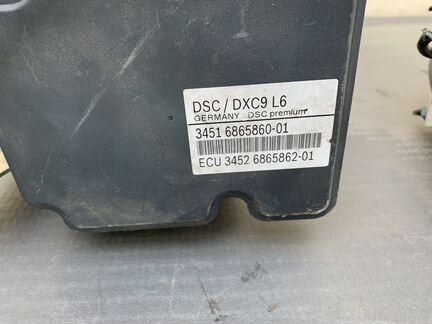 DSC / DXC9 L6
GERMANY DSC premium
3451 6865860-01
ECU 3452 6865862-01